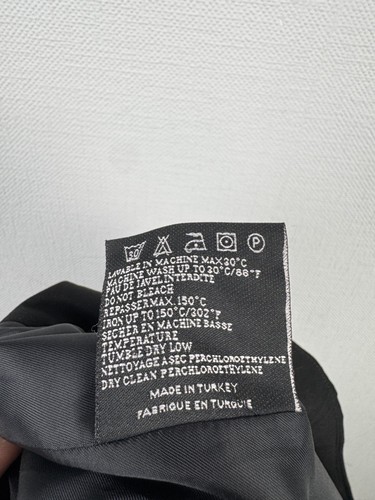 30 P
LAVABLE IN MACHINE MAX 30°C
MACHINE WASH UP TO 30°C/86°F
EAU DE JAVEL INTERDITE
DO NOT BLEACH
REPASSER MAX. 150°C
IRON UP TO 150°C/302°F
SECHER EN MACHINE BASSE
TEMPERATURE
TUMBLE DRY LOW
NETTOYAGE A SEC PERCHLOROETHYLENE
DRY CLEAN PERCHLOROETHYLENE
MADE IN TURKEY
FABRIQUE EN TURQUIE